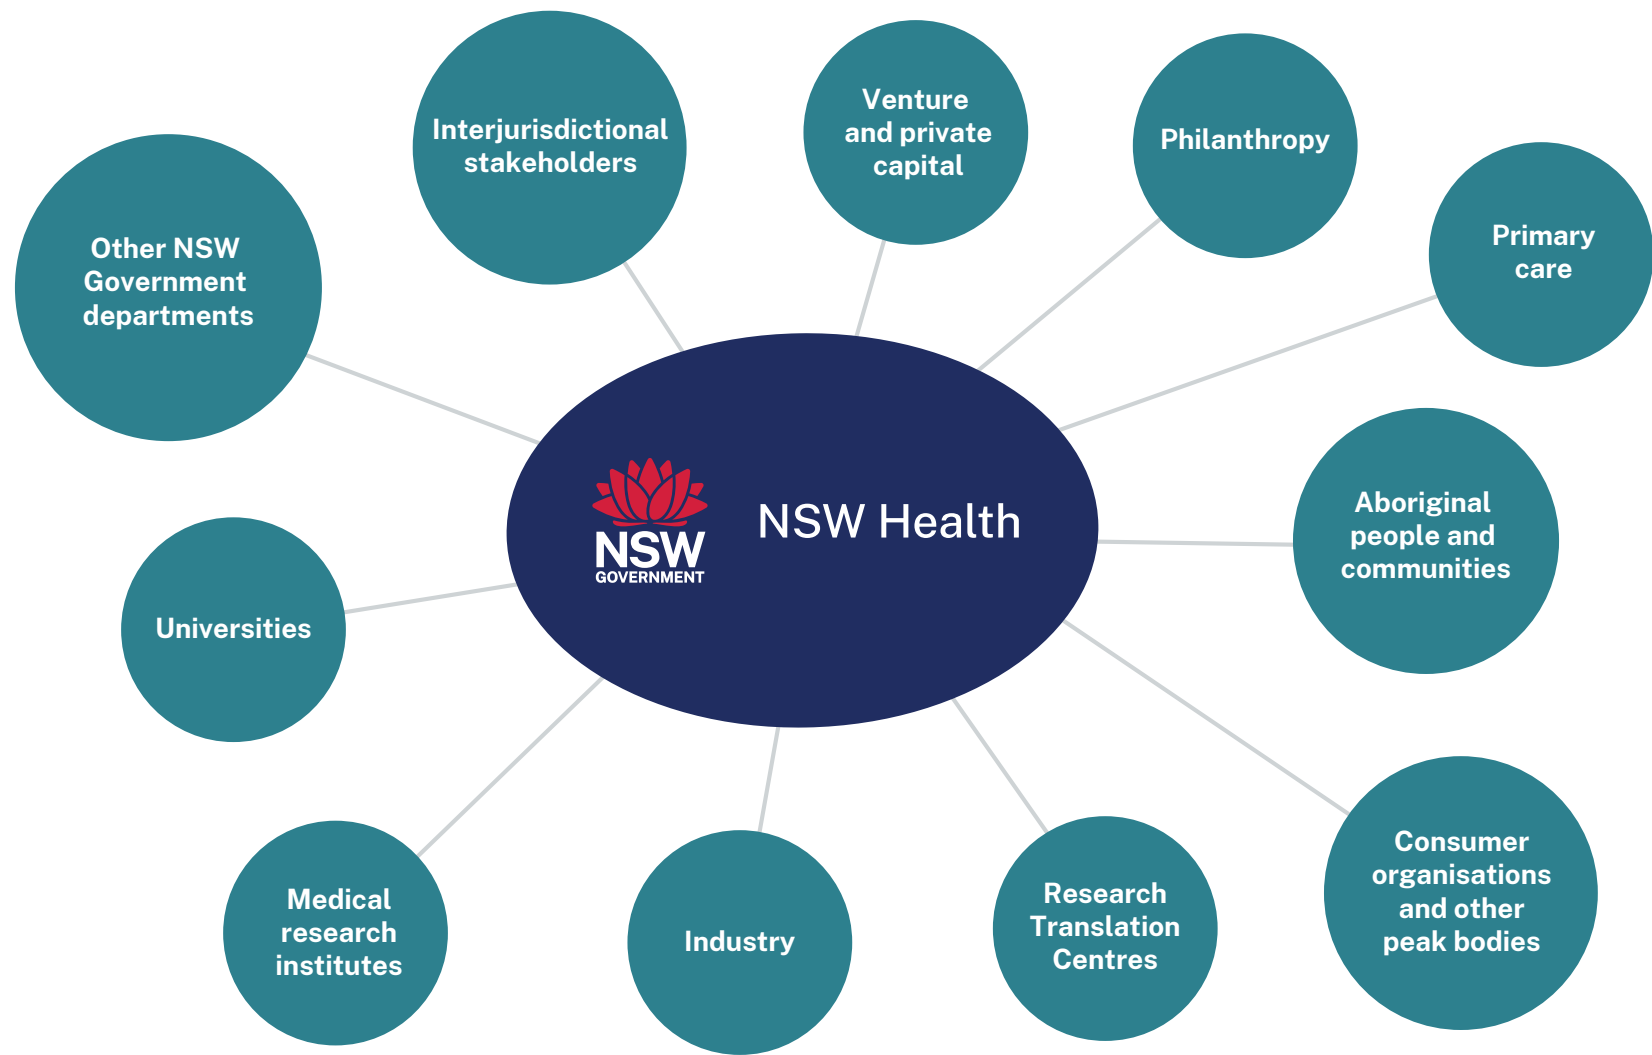 Interjurisdictional
stakeholders
Venture
and private
capital
Philanthropy
Primary
care
Other NSW
Government
departments
NSW
GOVERNMENT
NSW Health
Aboriginal
people and
communities
Universities
Medical
research
institutes
Industry
Research
Translation
Centres
Consumer
organisations
and other
peak bodies